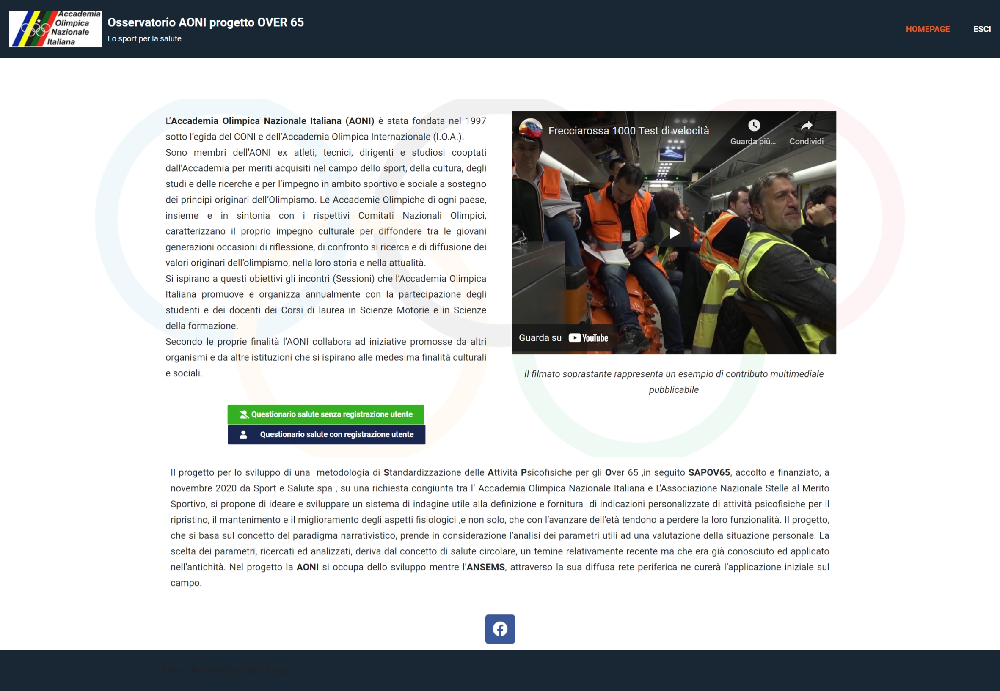 Accademia
Olimpica
Nazionale
Italiana
Osservatorio AONI progetto OVER 65
Lo sport per la salute
HOMEPAGE
ESCI
L’Accademia Olimpica Nazionale Italiana (AONI) è stata fondata nel 1997
sotto l’egida del CONI e dell’Accademia Olimpica Internazionale (I.O.A.).
Sono membri dell’AONI ex atleti, tecnici, dirigenti e studiosi cooptati
dall’Accademia per meriti acquisiti nel campo dello sport, della cultura, degli
studi e delle ricerche e per l’impegno in ambito sportivo e sociale a sostegno
dei principi originari dell’Olimpismo. Le Accademie Olimpiche di ogni paese,
insieme e in sintonia con i rispettivi Comitati Nazionali Olimpici,
caratterizzano il proprio impegno culturale per diffondere tra le giovani
generazioni occasioni di riflessione, di confronto si ricerca e di diffusione dei
valori originari dell’olimpismo, nella loro storia e nella attualità.
Si ispirano a questi obiettivi gli incontri (Sessioni) che l’Accademia Olimpica
Italiana promuove e organizza annualmente con la partecipazione degli
studenti e dei docenti dei Corsi di laurea in Scienze Motorie e in Scienze
della formazione.
Secondo le proprie finalità l’AONI collabora ad iniziative promosse da altri
organismi e da altre istituzioni che si ispirano alle medesima finalità culturali
e sociali.
Frecciarossa 1000 Test di velocità
Guarda più...
Condividi
Guarda su YouTube
Il filmato soprastante rappresenta un esempio di contributo multimediale
pubblicabile
Questionario salute senza registrazione utente
Questionario salute con registrazione utente
Il progetto per lo sviluppo di una metodologia di Standardizzazione delle Attività Psicofisiche per gli Over 65 ,in seguito SAPOV65, accolto e finanziato, a
novembre 2020 da Sport e Salute spa , su una richiesta congiunta tra l’ Accademia Olimpica Nazionale Italiana e L’Associazione Nazionale Stelle al Merito
Sportivo, si propone di ideare e sviluppare un sistema di indagine utile alla definizione e fornitura di indicazioni personalizzate di attività psicofisiche per il
ripristino, il mantenimento e il miglioramento degli aspetti fisiologici ,e non solo, che con l’avanzare dell’età tendono a perdere la loro funzionalità. Il progetto,
che si basa sul concetto del paradigma narrativistico, prende in considerazione l’analisi dei parametri utili ad una valutazione della situazione personale. La
scelta dei parametri, ricercati ed analizzati, deriva dal concetto di salute circolare, un temine relativamente recente ma che era già conosciuto ed applicato
nell’antichità. Nel progetto la AONI si occupa dello sviluppo mentre l’ANSEMS, attraverso la sua diffusa rete periferica ne curerà l’applicazione iniziale sul
campo.
Neve | Powered by WordPress